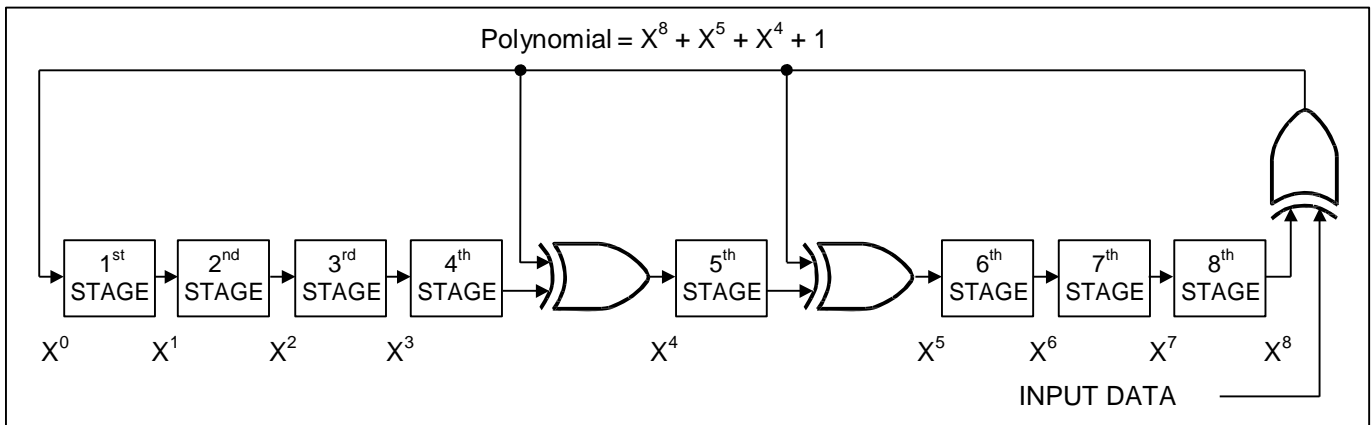 Polynomial = X⁸ + X⁵ + X⁴ + 1
1ˢᵗ STAGE
2ⁿᵈ STAGE
3ʳᵈ STAGE
4ᵗʰ STAGE
5ᵗʰ STAGE
6ᵗʰ STAGE
7ᵗʰ STAGE
8ᵗʰ STAGE
X⁰ X¹ X² X³ X⁴ X⁵ X⁶ X⁷ X⁸
INPUT DATA